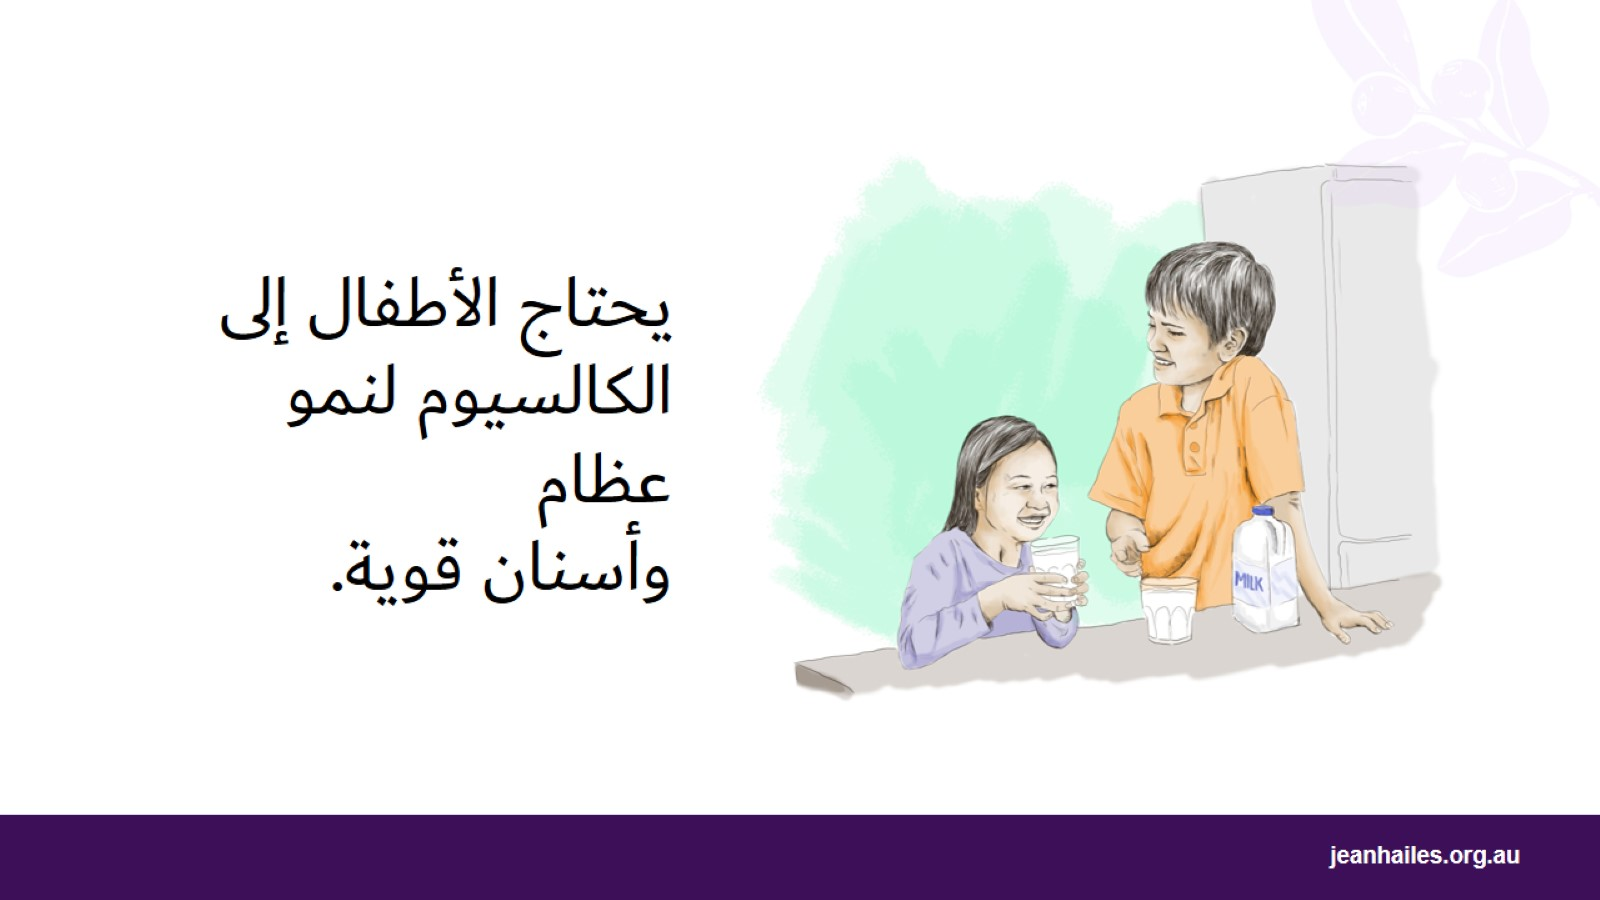 يحتاج الأطفال إلى
الكالسيوم لنمو
عظام
وأسنان قوية.
MILK
jeanhailes.org.au